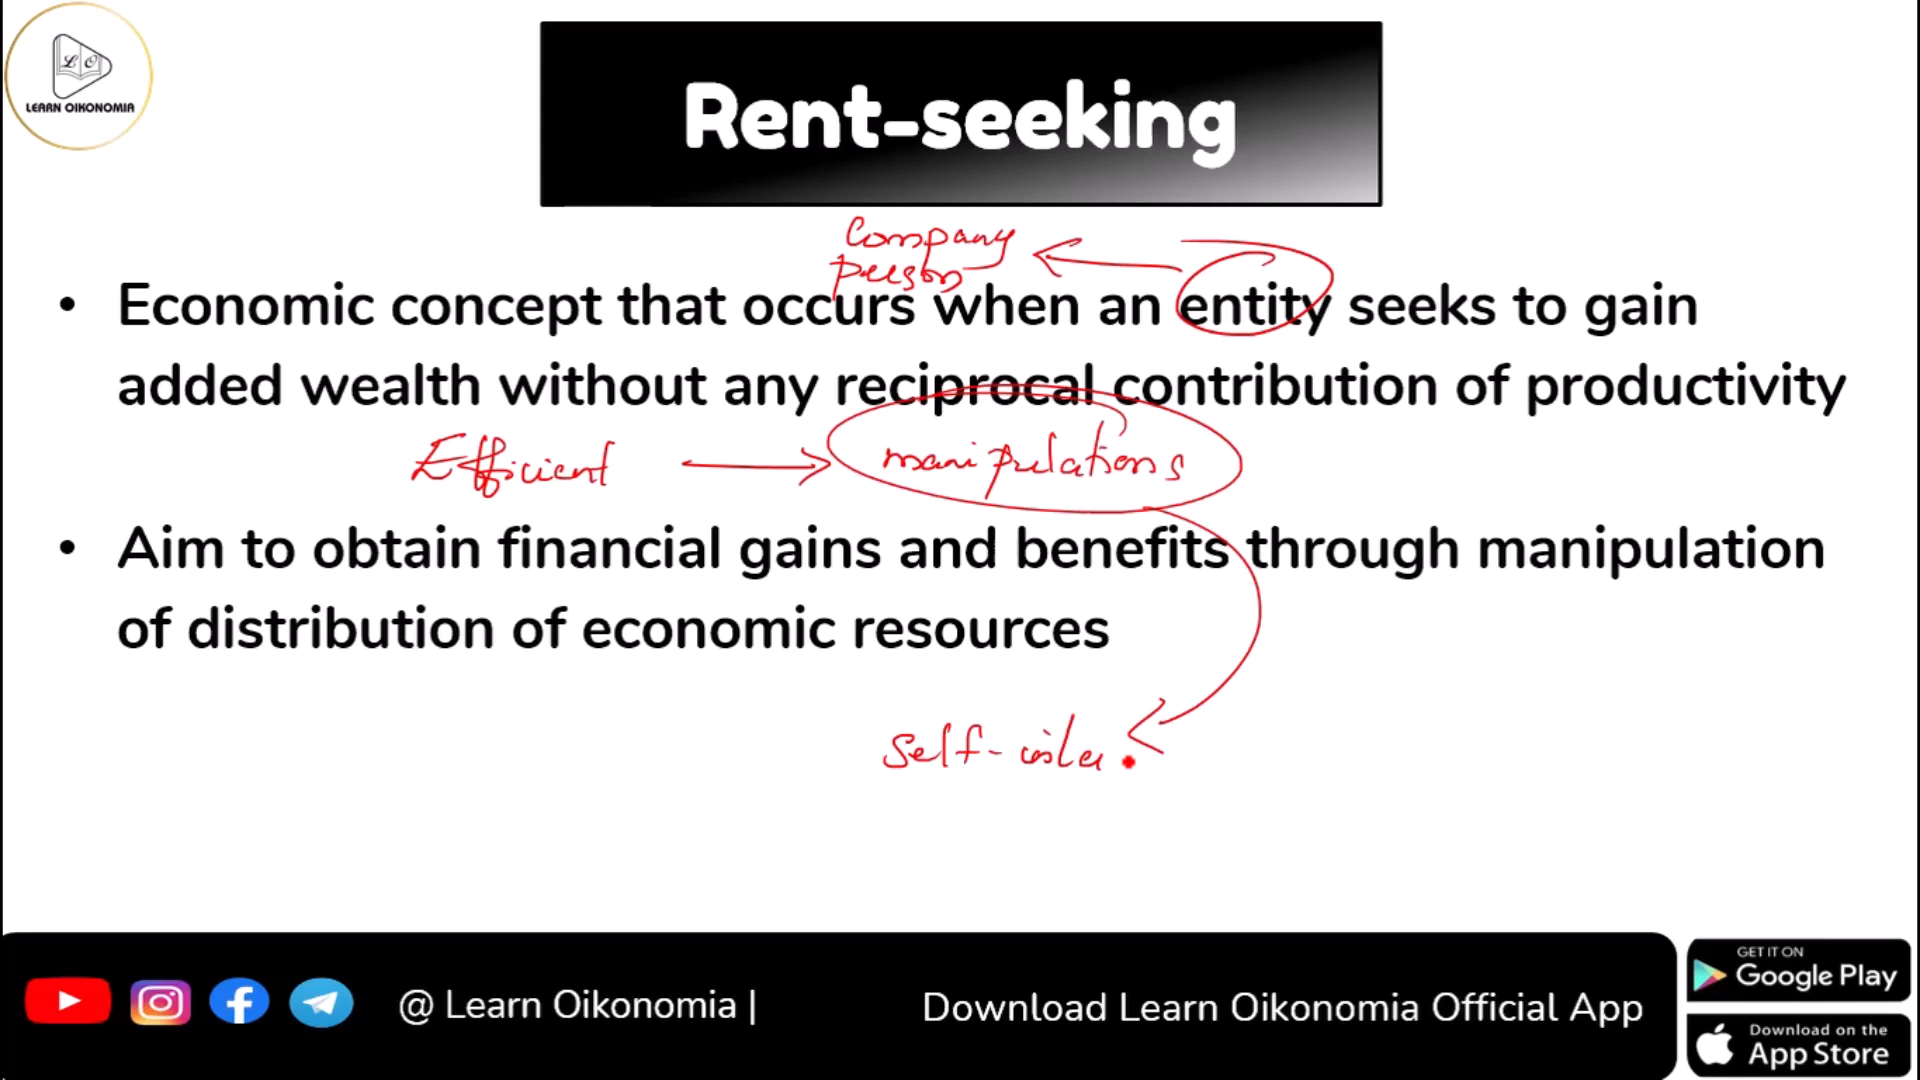 LO
LEARN OIKONOMIA
Rent-seeking
Company
person
• Economic concept that occurs when an entity seeks to gain
added wealth without any reciprocal contribution of productivity
Efficient → manipulations
• Aim to obtain financial gains and benefits through manipulation
of distribution of economic resources
Self-
@ Learn Oikonomia |
Download Learn Oikonomia Official App
GET IT ON
Google Play
Download on the
App Store